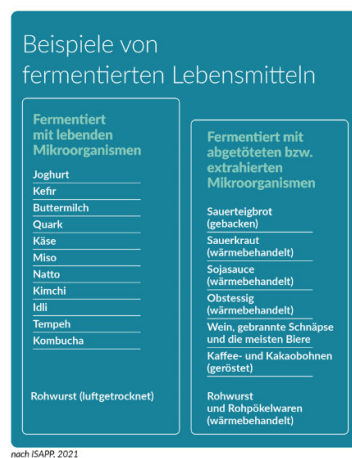 Beispiele von
fermentierten Lebensmitteln
Fermentiert
mit lebenden
Mikroorganismen
Joghurt
Kefir
Buttermilch
Quark
Käse
Miso
Natto
Kimchi
Idli
Tempeh
Kombucha
Rohwurst (luftgetrocknet)
Fermentiert mit
abgetöteten bzw.
extrahierten
Mikroorganismen
Sauerteigbrot
(gebacken)
Sauerkraut
(wärmebehandelt)
Sojasauce
(wärmebehandelt)
Obstessig
(wärmebehandelt)
Wein, gebrannte Schnäpse
und die meisten Biere
Kaffee- und Kakaobohnen
(geröstet)
Rohwurst
und Rohpökelwaren
(wärmebehandelt)
nach ISAPP, 2021